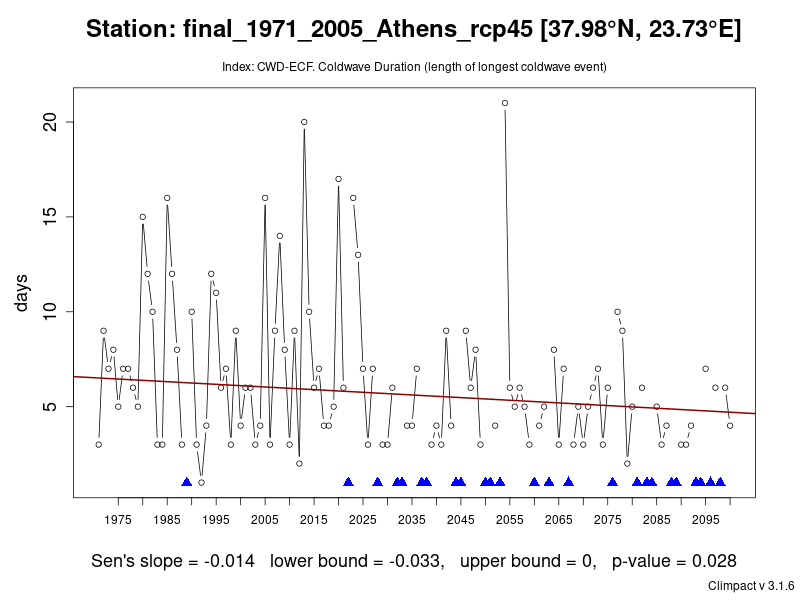 Station: final_1971_2005_Athens_rcp45 [37.98°N, 23.73°E]
Index: CWD-ECF. Coldwave Duration (length of longest coldwave event)
20
15
10
5
days
1975 1985 1995 2005 2015 2025 2035 2045 2055 2065 2075 2085 2095
Sen's slope = -0.014 lower bound = -0.033, upper bound = 0, p-value = 0.028
Climpact v 3.1.6